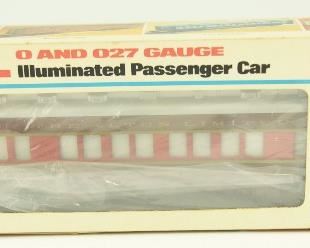 O AND O27 GAUGE
Illuminated Passenger Car